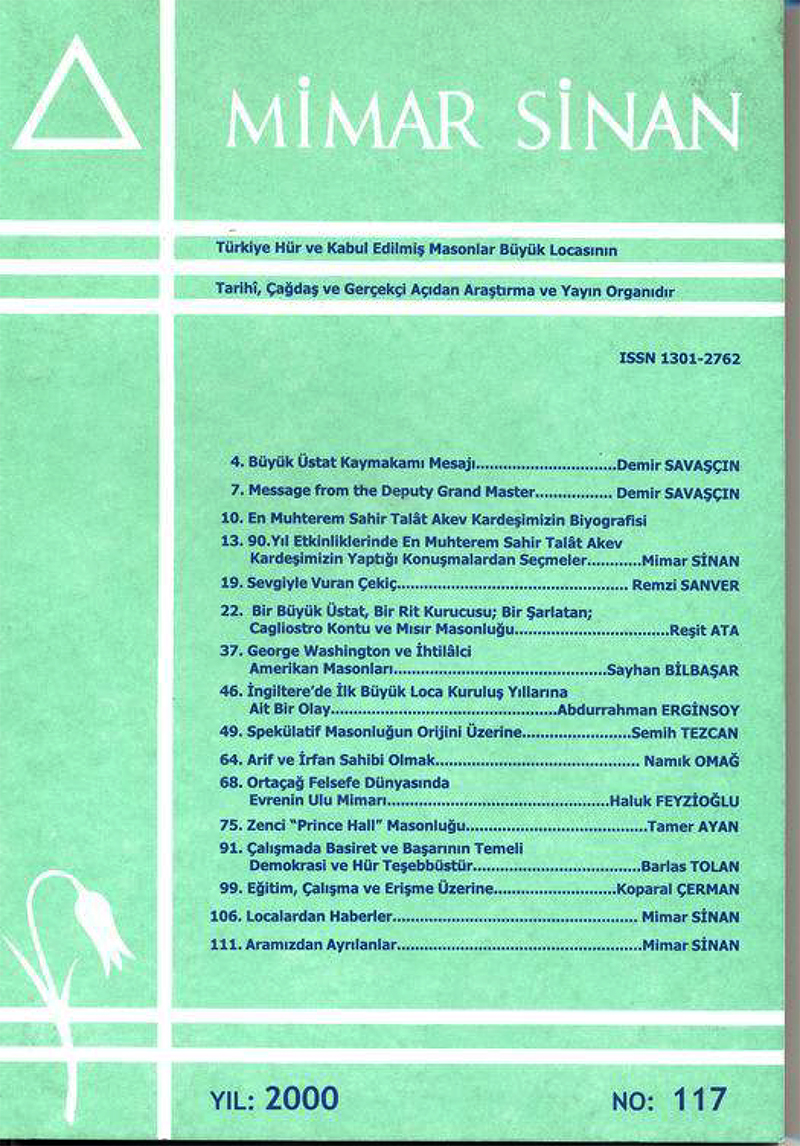 MİMAR SİNAN
Türkiye Hür ve Kabul Edilmiş Masonlar Büyük Locasının
Tarihî, Çağdaş ve Gerçekçi Açıdan Araştırma ve Yayın Organıdır
ISSN 1301-2762
4. Büyük Üstat Kaymakamı Mesajı...............................Demir SAVAŞÇIN
7. Message from the Deputy Grand Master................. Demir SAVAŞÇIN
10. En Muhterem Sahir Talât Akev Kardeşimizin Biyografisi
13. 90.Yıl Etkinliklerinde En Muhterem Sahir Talât Akev
Kardeşimizin Yaptığı Konuşmalardan Seçmeler............Mimar SİNAN
19. Sevgiyle Vuran Çekiç................................................... Remzi SANVER
22. Bir Büyük Üstat, Bir Rit Kurucusu; Bir Şarlatan;
Cagliostro Kontu ve Mısır Masonluğu..................................Reşit ATA
37. George Washington ve İhtilâlci
Amerikan Masonları...............................................Sayhan BİLBAŞAR
46. İngiltere'de İlk Büyük Loca Kuruluş Yıllarına
Ait Bir Olay..................................................Abdurrahman ERGİNSOY
49. Spekülatif Masonluğun Orijini Üzerine........................Semih TEZCAN
64. Arif ve İrfan Sahibi Olmak............................................. Namık OMAĞ
68. Ortaçağ Felsefe Dünyasında
Evrenin Ulu Mimarı.................................................Haluk FEYZİOĞLU
75. Zenci "Prince Hall" Masonluğu........................................Tamer AYAN
91. Çalışmada Basiret ve Başarının Temeli
Demokrasi ve Hür Teşebbüstür.....................................Barlas TOLAN
99. Eğitim, Çalışma ve Erişme Üzerine...........................Koparal ÇERMAN
106. Localardan Haberler...................................................... Mimar SİNAN
111. Aramızdan Ayrılanlar......................................................Mimar SİNAN
YIL: 2000 NO: 117